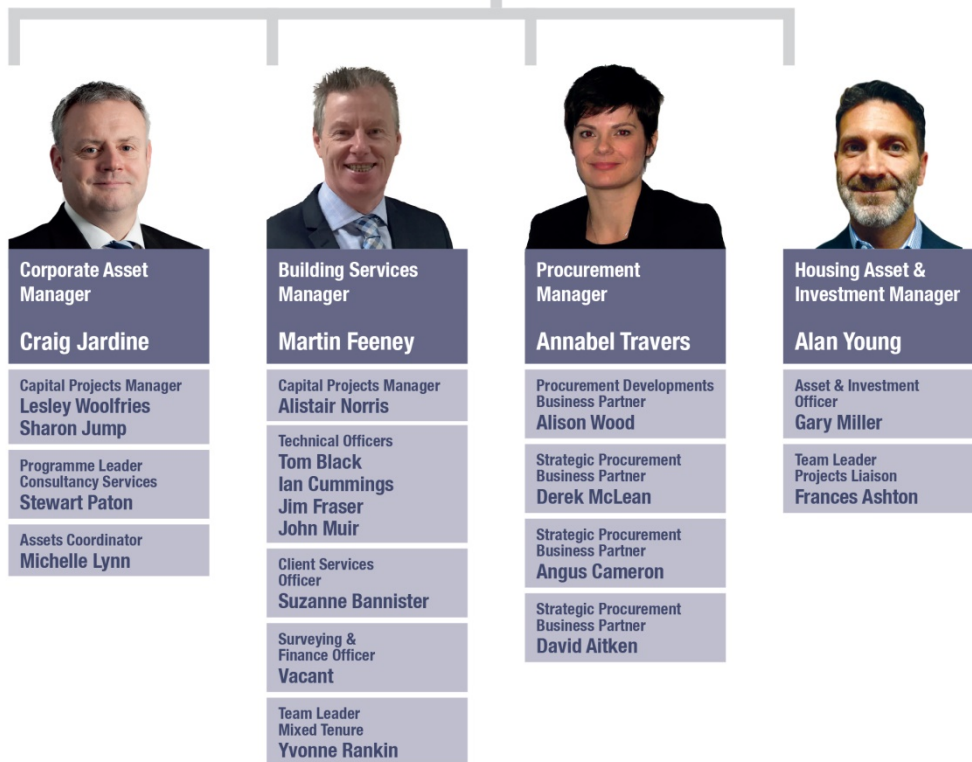 Corporate Asset
Manager
Craig Jardine
Capital Projects Manager
Lesley Woolfries
Sharon Jump
Programme Leader
Consultancy Services
Stewart Paton
Assets Coordinator
Michelle Lynn
Building Services
Manager
Martin Feeney
Capital Projects Manager
Alistair Norris
Technical Officers
Tom Black
Ian Cummings
Jim Fraser
John Muir
Client Services
Officer
Suzanne Bannister
Surveying &
Finance Officer
Vacant
Team Leader
Mixed Tenure
Yvonne Rankin
Procurement
Manager
Annabel Travers
Procurement Developments
Business Partner
Alison Wood
Strategic Procurement
Business Partner
Derek McLean
Strategic Procurement
Business Partner
Angus Cameron
Strategic Procurement
Business Partner
David Aitken
Housing Asset &
Investment Manager
Alan Young
Asset & Investment
Officer
Gary Miller
Team Leader
Projects Liaison
Frances Ashton